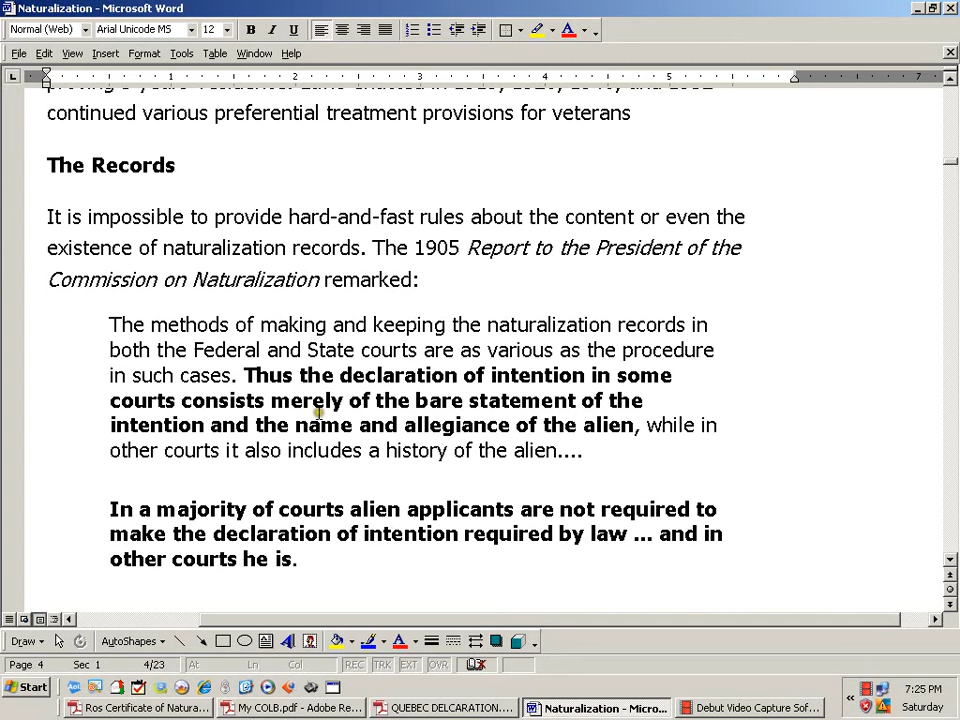 Naturalization - Microsoft Word
Normal (Web) Arial Unicode MS 12 B I U A
File Edit View Insert Format Tools Table Window Help
L 1 2 3 4 5 7
continued various preferential treatment provisions for veterans
The Records
It is impossible to provide hard-and-fast rules about the content or even the
existence of naturalization records. The 1905 Report to the President of the
Commission on Naturalization remarked:
The methods of making and keeping the naturalization records in
both the Federal and State courts are as various as the procedure
in such cases. Thus the declaration of intention in some
courts consists merely of the bare statement of the
intention and the name and allegiance of the alien, while in
other courts it also includes a history of the alien....
In a majority of courts alien applicants are not required to
make the declaration of intention required by law ... and in
other courts he is.
Draw AutoShapes A A
Page 4 Sec 1 4/23 At Ln Col REC TRK EXT OVR
Start 7:25 PM
Ros Certificate of Natura... My COLB.pdf - Adobe Re... QUEBEC DELCARATION.... Naturalization - Micro... Debut Video Capture Sof... « Saturday